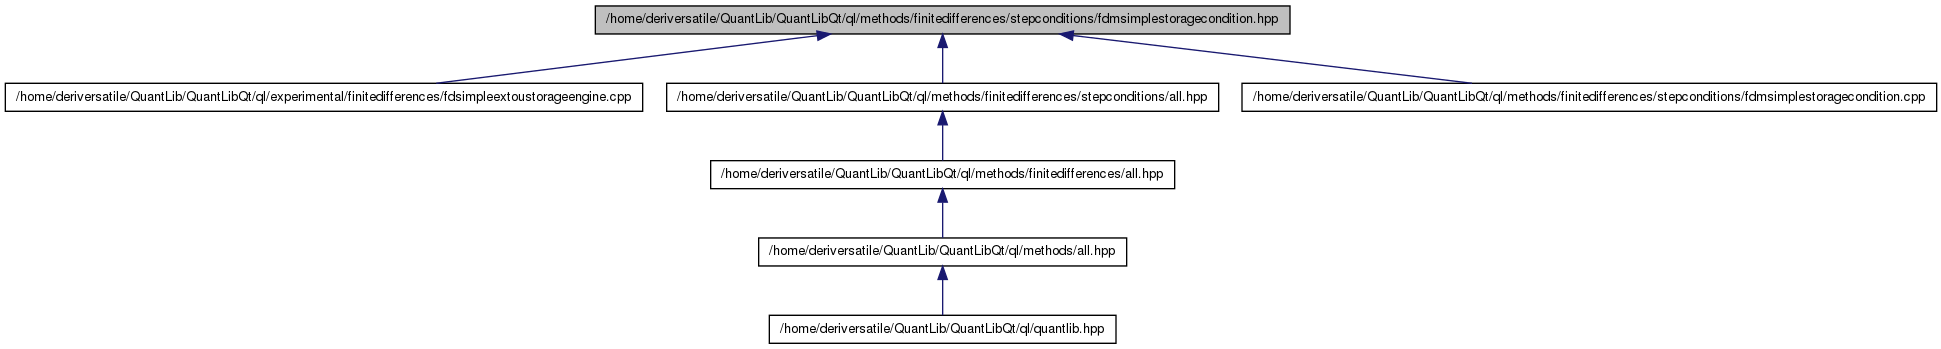 /home/deriversatile/QuantLib/QuantLibQt/ql/methods/finitedifferences/stepconditions/fdmsimplestoragecondition.hpp
/home/deriversatile/QuantLib/QuantLibQt/ql/experimental/finitedifferences/fdsimpleextoustorageengine.cpp
/home/deriversatile/QuantLib/QuantLibQt/ql/methods/finitedifferences/stepconditions/all.hpp
/home/deriversatile/QuantLib/QuantLibQt/ql/methods/finitedifferences/stepconditions/fdmsimplestoragecondition.cpp
/home/deriversatile/QuantLib/QuantLibQt/ql/methods/finitedifferences/all.hpp
/home/deriversatile/QuantLib/QuantLibQt/ql/methods/all.hpp
/home/deriversatile/QuantLib/QuantLibQt/ql/quantlib.hpp